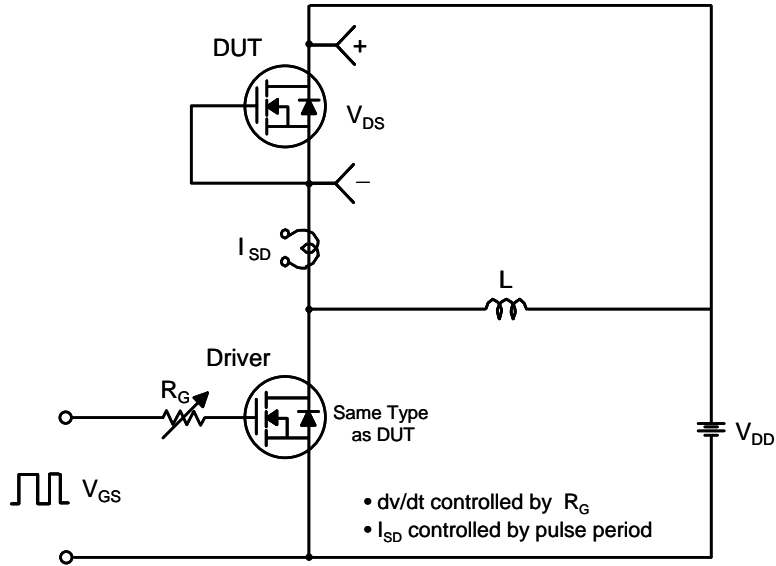 DUT
+
V_DS
−
I_SD
L
Driver
R_G
Same Type
as DUT
V_DD
V_GS
• dv/dt controlled by R_G
• I_SD controlled by pulse period